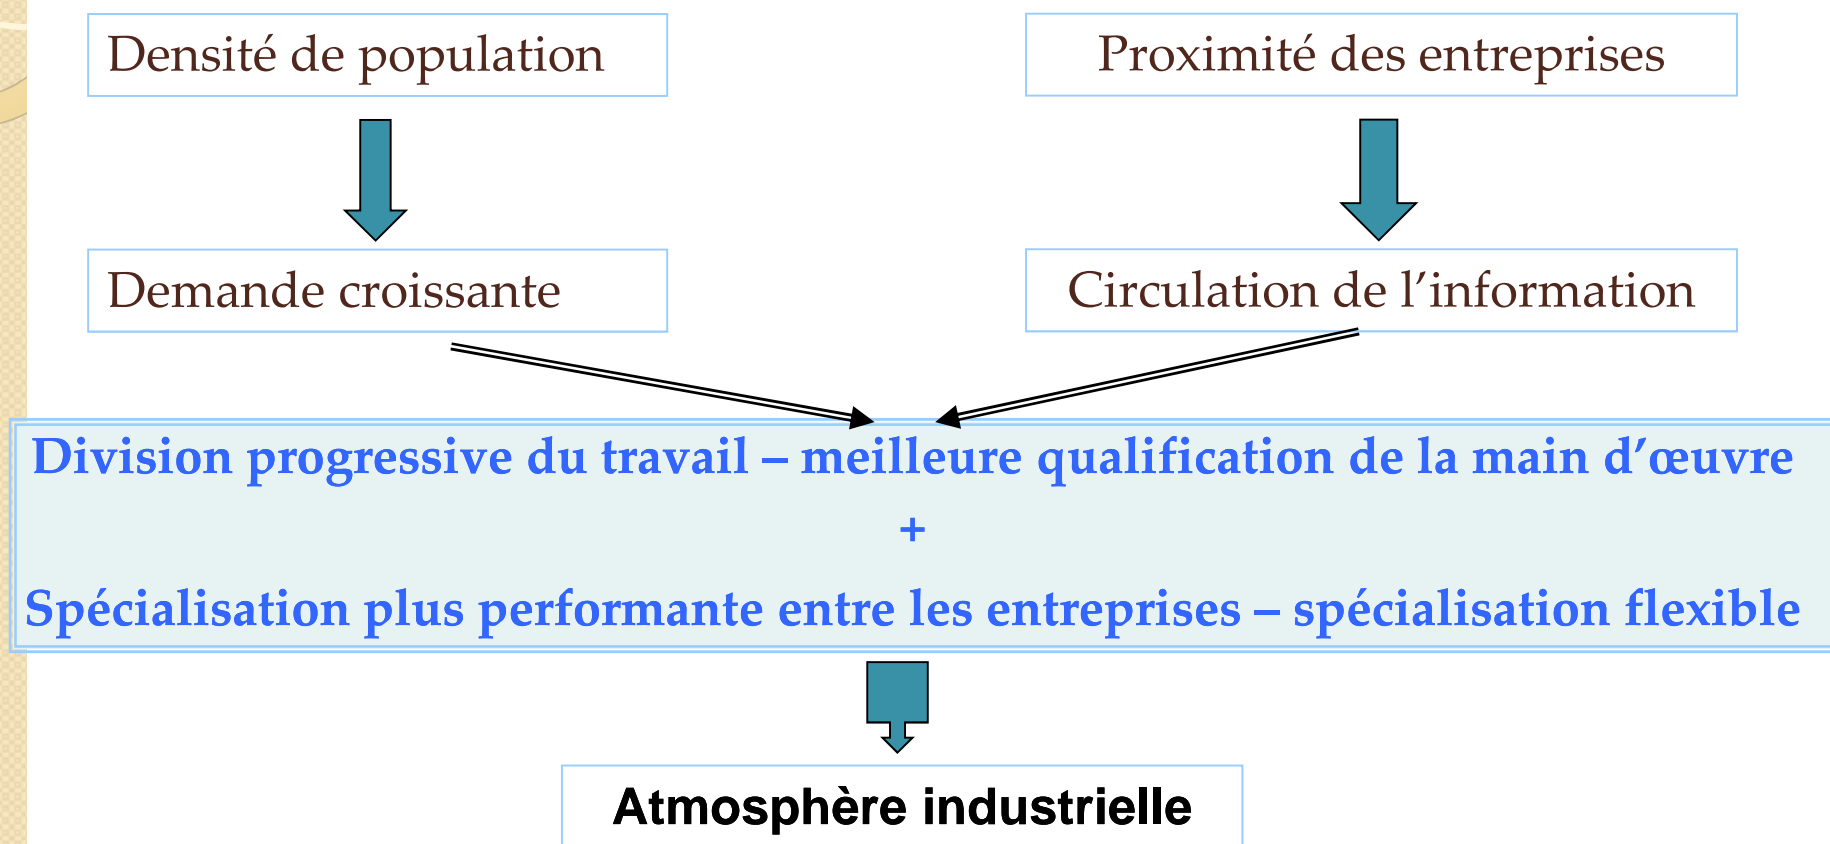 Densité de population
Proximité des entreprises
Demande croissante
Circulation de l’information
Division progressive du travail – meilleure qualification de la main d’œuvre
+
Spécialisation plus performante entre les entreprises – spécialisation flexible
Atmosphère industrielle